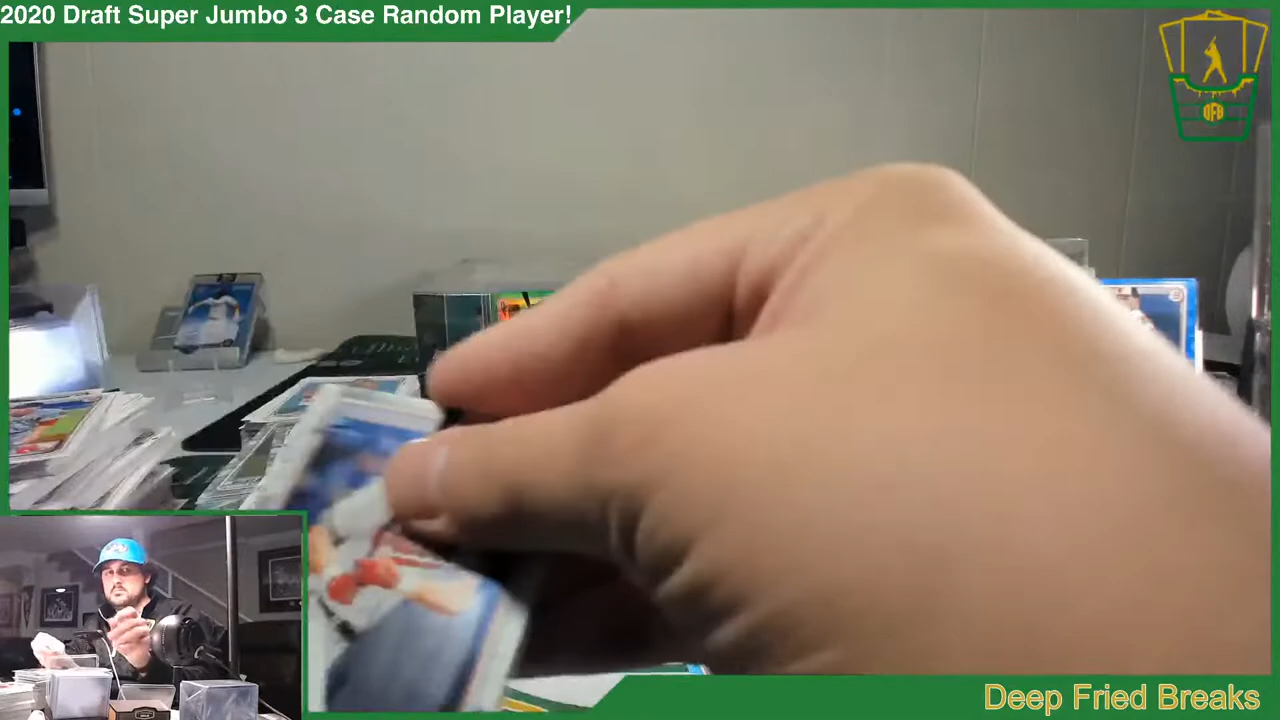 2020 Draft Super Jumbo 3 Case Random Player!
DFB
Deep Fried Breaks